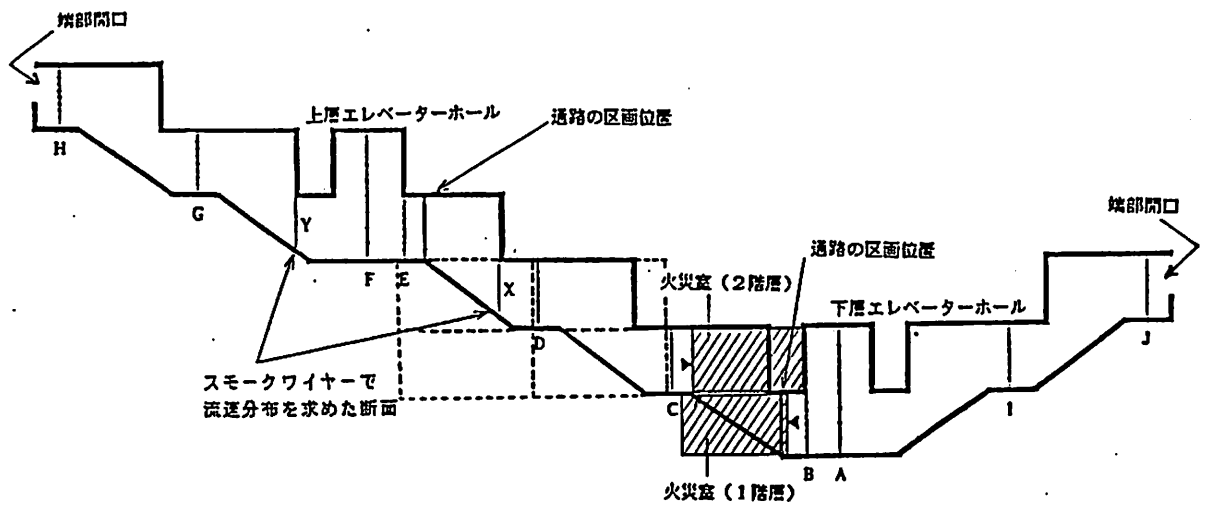 端部開口
上層エレベーターホール
通路の区画位置
H
G
Y
F
E
X
D
端部開口
通路の区画位置
火災室（2階層）
下層エレベーターホール
J
I
スモークワイヤーで
流速分布を求めた断面
C
B
A
火災室（1階層）